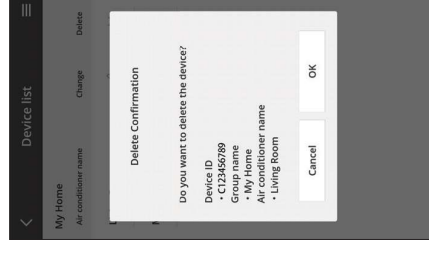 Device list
My Home
Air conditioner name Change Delete
Delete Confirmation
Do you want to delete the device?
Device ID
・C123456789
Group name
・My Home
Air conditioner name
・Living Room
Cancel OK